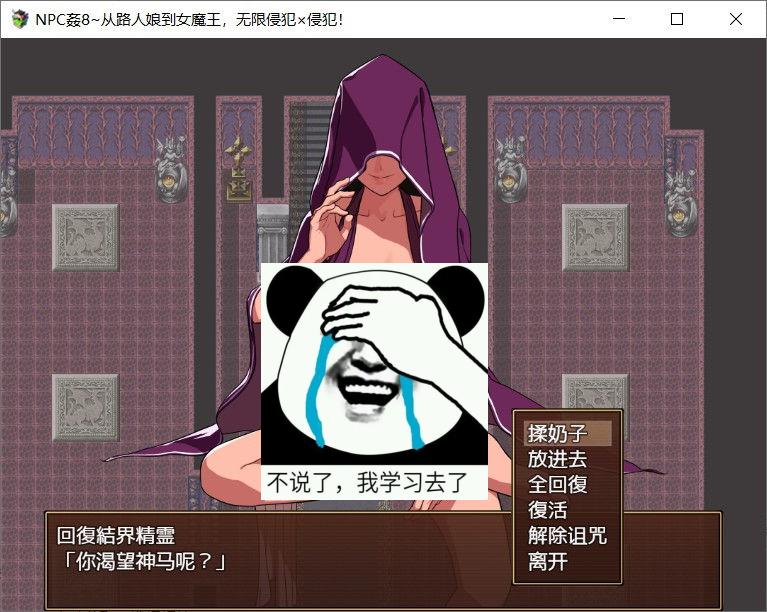 NPC姦8~从路人娘到女魔王，无限侵犯×侵犯！
不说了，我学习去了
揉奶子
放进去
全回復
復活
解除诅咒
离开
回復結界精霊
「你渴望神马呢？」